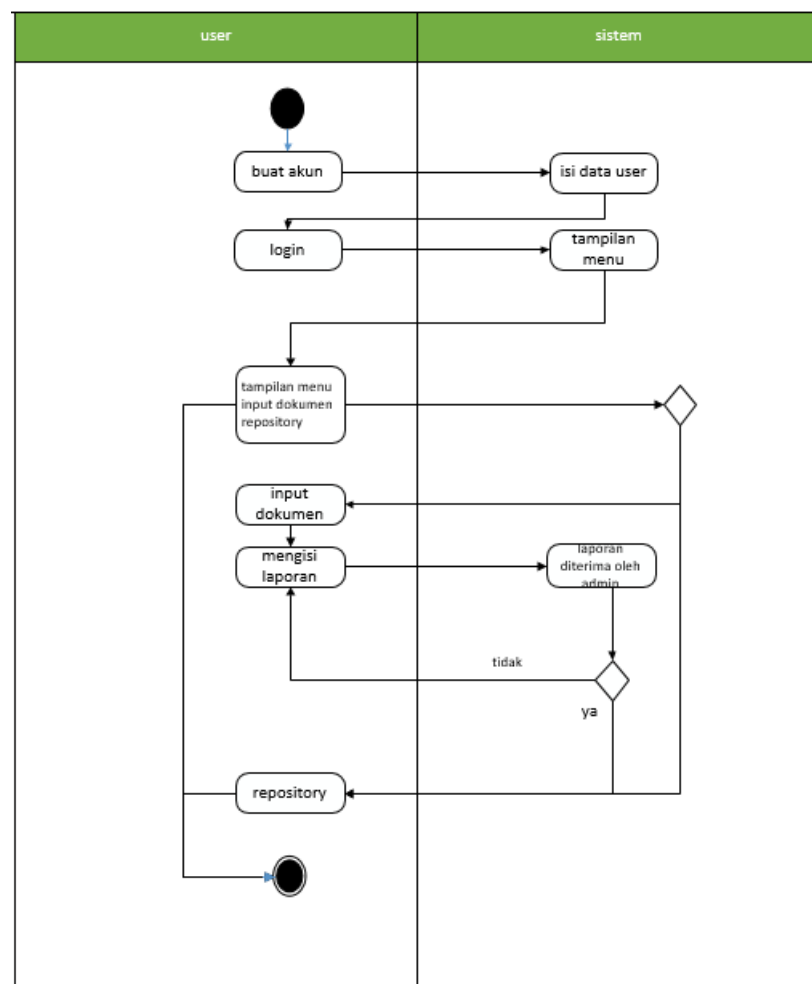 user
sistem
buat akun
isi data user
login
tampilan
menu
tampilan menu
input dokumen
repository
input
dokumen
mengisi
laporan
laporan
diterima oleh
admin
tidak
ya
repository